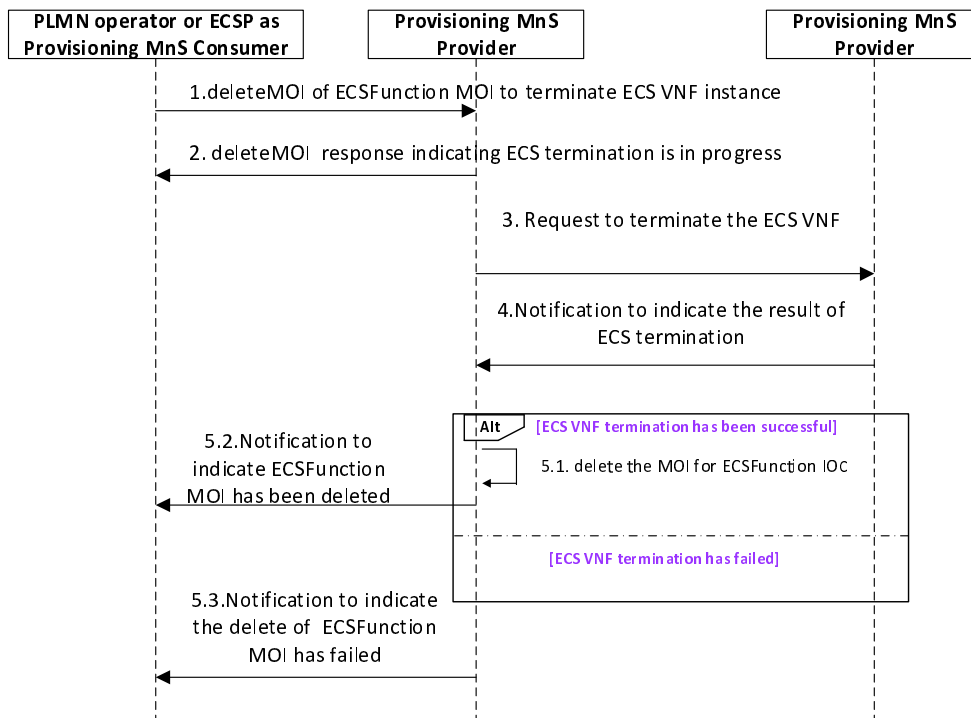 PLMN operator or ECSP as
Provisioning MnS Consumer
Provisioning MnS
Provider
Provisioning MnS
Provider
1.deleteMOI of ECSFunction MOI to terminate ECS VNF instance
2. deleteMOI response indicating ECS termination is in progress
3. Request to terminate the ECS VNF
4.Notification to indicate the result of
ECS termination
Alt
[ECS VNF termination has been successful]
5.1. delete the MOI for ECSFunction IOC
5.2.Notification to
indicate ECSFunction
MOI has been deleted
[ECS VNF termination has failed]
5.3.Notification to indicate
the delete of ECSFunction
MOI has failed